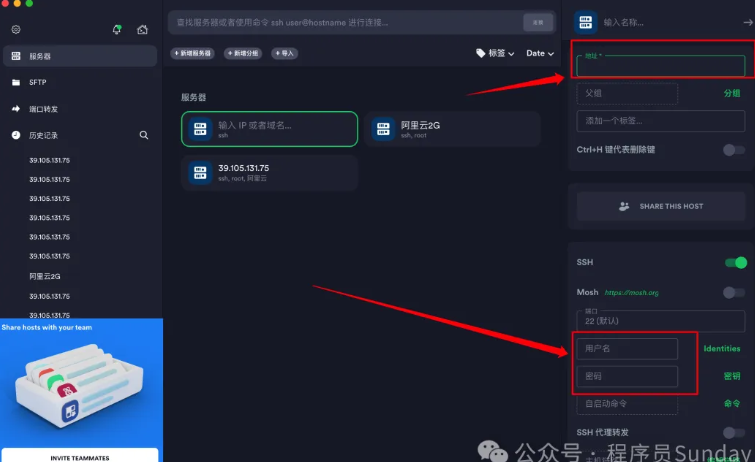 查找服务器或者使用命令 ssh user@hostname 进行连接...
连接
输入名称...
服务器
+ 新增服务器
+ 新增分组
+ 导入
标签
Date
地址 *
SFTP
父组
分组
端口转发
服务器
添加一个标签...
历史记录
输入 IP 或者域名...
ssh
阿里云2G
ssh, root
Ctrl+H 键代表删除键
39.105.131.75
39.105.131.75
ssh, root, 阿里云
39.105.131.75
39.105.131.75
SHARE THIS HOST
39.105.131.75
39.105.131.75
39.105.131.75
SSH
阿里云2G
39.105.131.75
Mosh
https://mosh.org
39.105.131.75
端口
22 (默认)
Share hosts with your team
用户名
Identities
密码
密钥
自启动命令
命令
SSH 代理转发
INVITE TEAMMATES
公众号 · 程序员Sunday